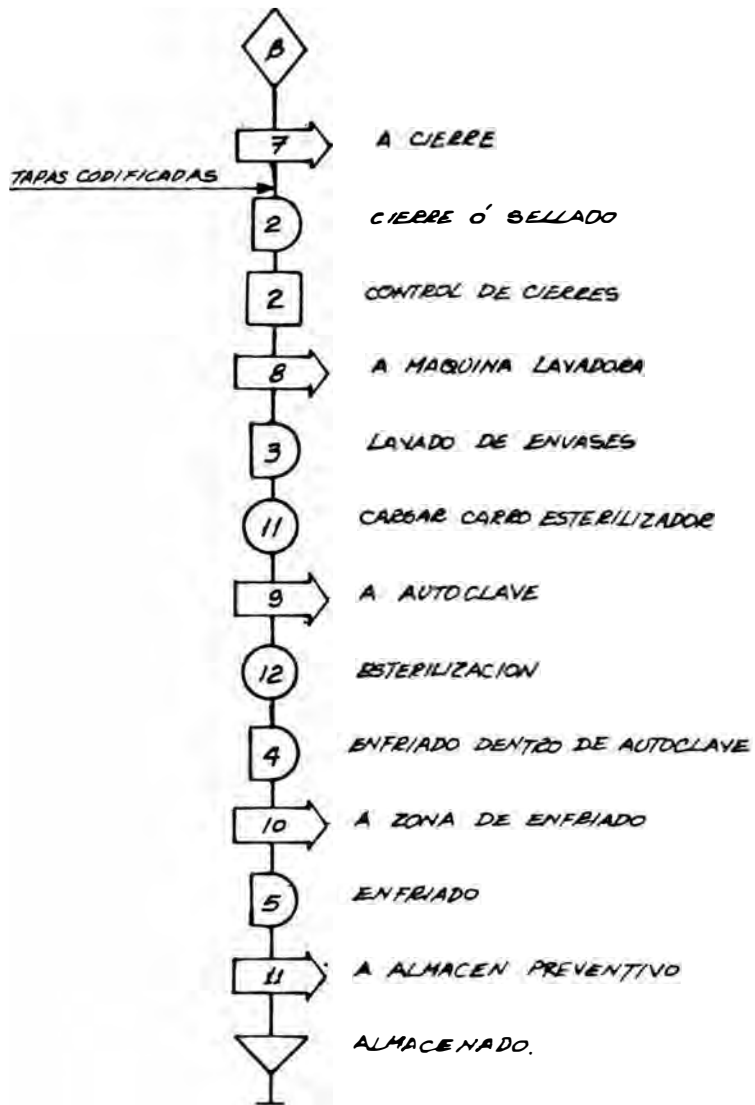 β
7 A CIERRE
TAPAS CODIFICADAS
2 CIERRE Ó SELLADO
2 CONTROL DE CIERRES
8 A MAQUINA LAVADORA
3 LAVADO DE ENVASES
11 CARGAR CARRO ESTERILIZADOR
9 A AUTOCLAVE
12 ESTERILIZACION
4 ENFRIADO DENTRO DE AUTOCLAVE
10 A ZONA DE ENFRIADO
5 ENFRIADO
11 A ALMACEN PREVENTIVO
ALMACENADO.